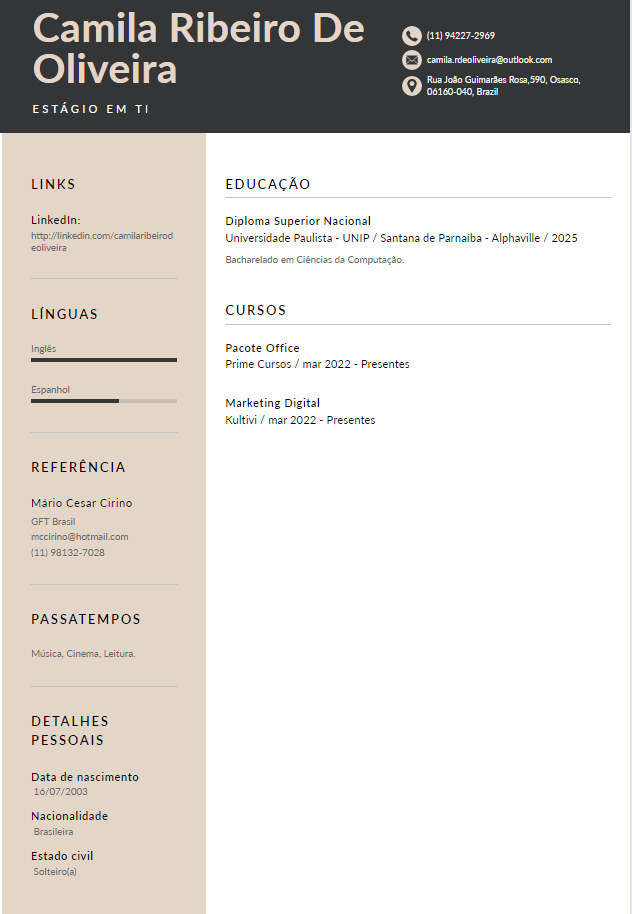 Camila Ribeiro De
Oliveira
ESTÁGIO EM TI
(11) 94227-2969
camila.rdeoliveira@outlook.com
Rua João Guimarães Rosa,590, Osasco,
06160-040, Brazil
LINKS
LinkedIn:
http://linkedin.com/camilaribeirod
eoliveira
LÍNGUAS
Inglês
Espanhol
REFERÊNCIA
Mário Cesar Cirino
GFT Brasil
mccirino@hotmail.com
(11) 98132-7028
PASSATEMPOS
Música, Cinema, Leitura.
DETALHES
PESSOAIS
Data de nascimento
16/07/2003
Nacionalidade
Brasileira
Estado civil
Solteiro(a)
EDUCAÇÃO
Diploma Superior Nacional
Universidade Paulista - UNIP / Santana de Parnaíba - Alphaville / 2025
Bacharelado em Ciências da Computação.
CURSOS
Pacote Office
Prime Cursos / mar 2022 - Presentes
Marketing Digital
Kultivi / mar 2022 - Presentes